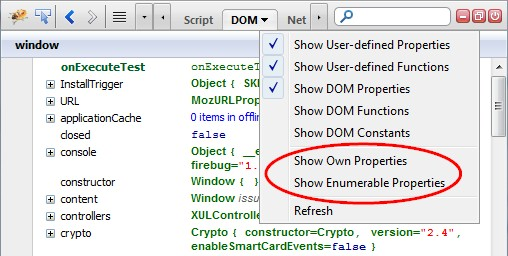 Script DOM Net
window
onExecuteTest onExecuteT
InstallTrigger Object { SK
URL MozURLProp
applicationCache 0 items in offli
closed false
console Object { __e
firebug="1.
constructor Window { }
content Window issu
controllers XULControlle
crypto Crypto { constructor=Crypto, version="2.4",
enableSmartCardEvents=false }
Show User-defined Properties
Show User-defined Functions
Show DOM Properties
Show DOM Functions
Show DOM Constants
Show Own Properties
Show Enumerable Properties
Refresh